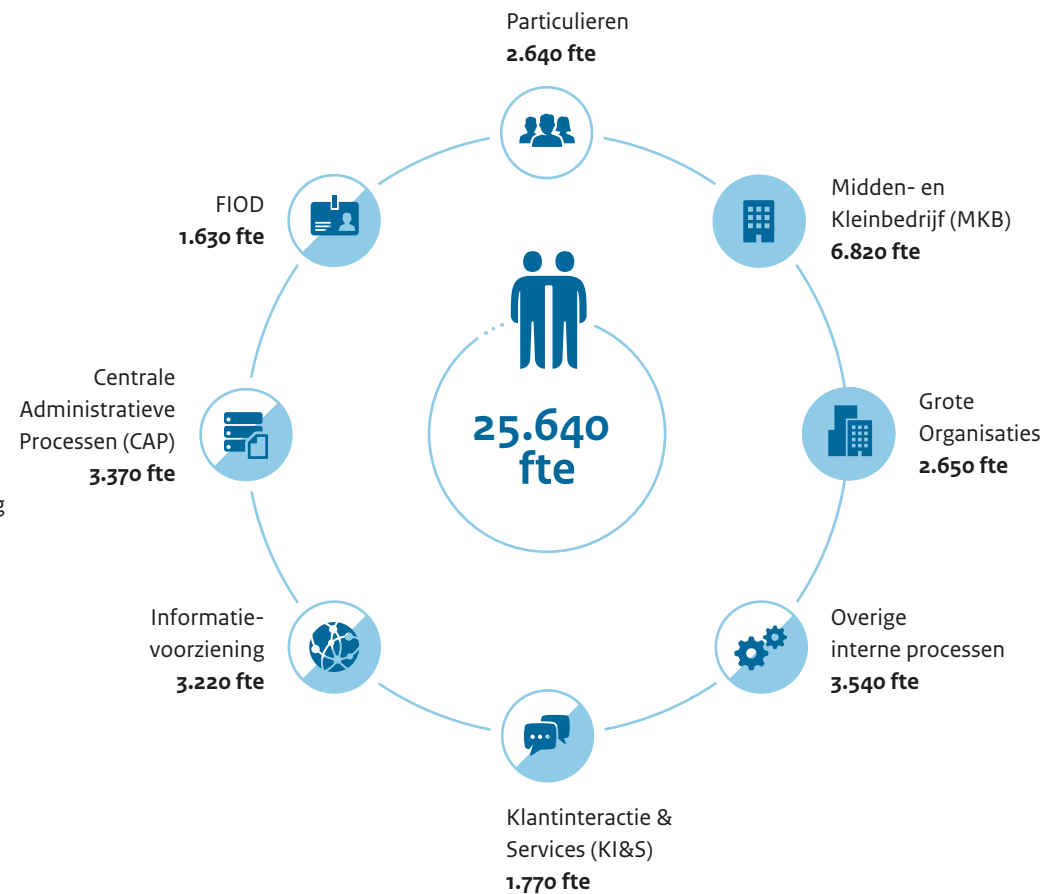 Particulieren
2.640 fte
Midden- en
Kleinbedrijf (MKB)
6.820 fte
Grote
Organisaties
2.650 fte
Overige
interne processen
3.540 fte
Klantinteractie &
Services (KI&S)
1.770 fte
Informatie-
voorziening
3.220 fte
Centrale
Administratieve
Processen (CAP)
3.370 fte
FIOD
1.630 fte
25.640
fte
g